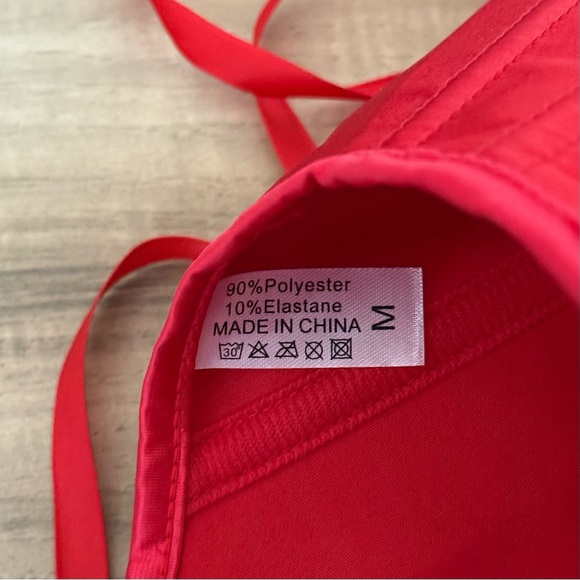 90%Polyester
10%Elastane
MADE IN CHINA
M
30